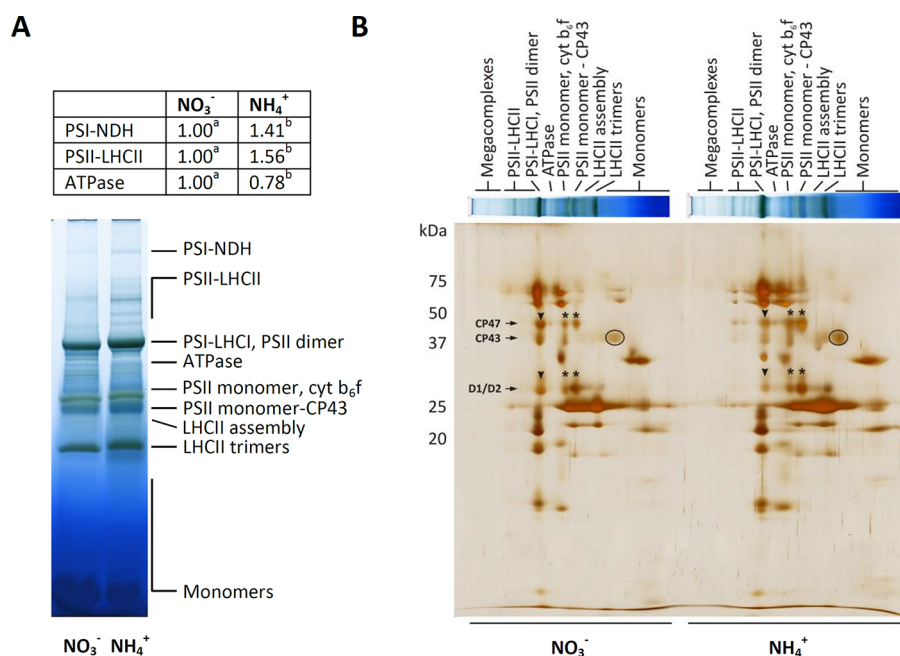 A
NO₃⁻ NH₄⁺
PSI-NDH 1.00ᵃ 1.41ᵇ
PSII-LHCII 1.00ᵃ 1.56ᵇ
ATPase 1.00ᵃ 0.78ᵇ
PSI-NDH
PSII-LHCII
PSI-LHCI, PSII dimer
ATPase
PSII monomer, cyt b₆f
PSII monomer-CP43
LHCII assembly
LHCII trimers
Monomers
NO₃⁻ NH₄⁺
B
Megacomplexes
PSII-LHCII
PSI-LHCI, PSII dimer
ATPase
PSII monomer, cyt b₆f
PSII monomer - CP43
LHCII assembly
LHCII trimers
Monomers
Megacomplexes
PSII-LHCII
PSI-LHCI, PSII dimer
ATPase
PSII monomer, cyt b₆f
PSII monomer - CP43
LHCII assembly
LHCII trimers
Monomers
kDa
75
50
37
25
20
CP47
CP43
D1/D2
* *
* *
* *
* *
NO₃⁻ NH₄⁺